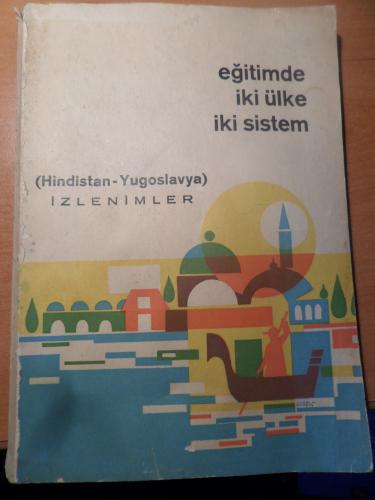 eğitimde
iki ülke
iki sistem
(Hindistan-Yugoslavya)
İZLENİMLER